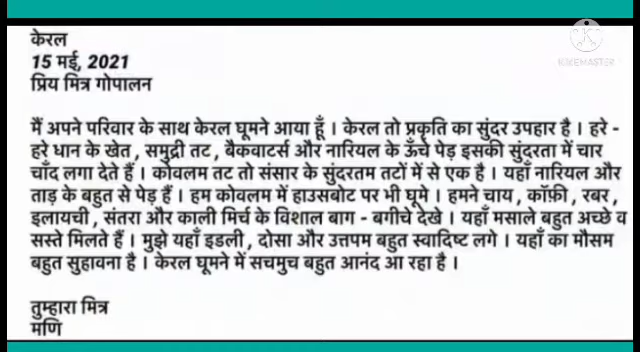 केरल
15 मई, 2021
प्रिय मित्र गोपालन
मैं अपने परिवार के साथ केरल घूमने आया हूँ । केरल तो प्रकृति का सुंदर उपहार है । हरे -
हरे धान के खेत , समुद्री तट , बैकवाटर्स और नारियल के ऊँचे पेड़ इसकी सुंदरता में चार
चाँद लगा देते हैं । कोवलम तट तो संसार के सुंदरतम तटों में से एक है । यहाँ नारियल और
ताड़ के बहुत से पेड़ हैं । हम कोवलम में हाउसबोट पर भी घूमे । हमने चाय , कॉफ़ी , रबर ,
इलायची , संतरा और काली मिर्च के विशाल बाग - बगीचे देखे । यहाँ मसाले बहुत अच्छे व
सस्ते मिलते हैं । मुझे यहाँ इडली , दोसा और उत्तपम बहुत स्वादिष्ट लगे । यहाँ का मौसम
बहुत सुहावना है । केरल घूमने में सचमुच बहुत आनंद आ रहा है ।
तुम्हारा मित्र
मणि
KINEMASTER